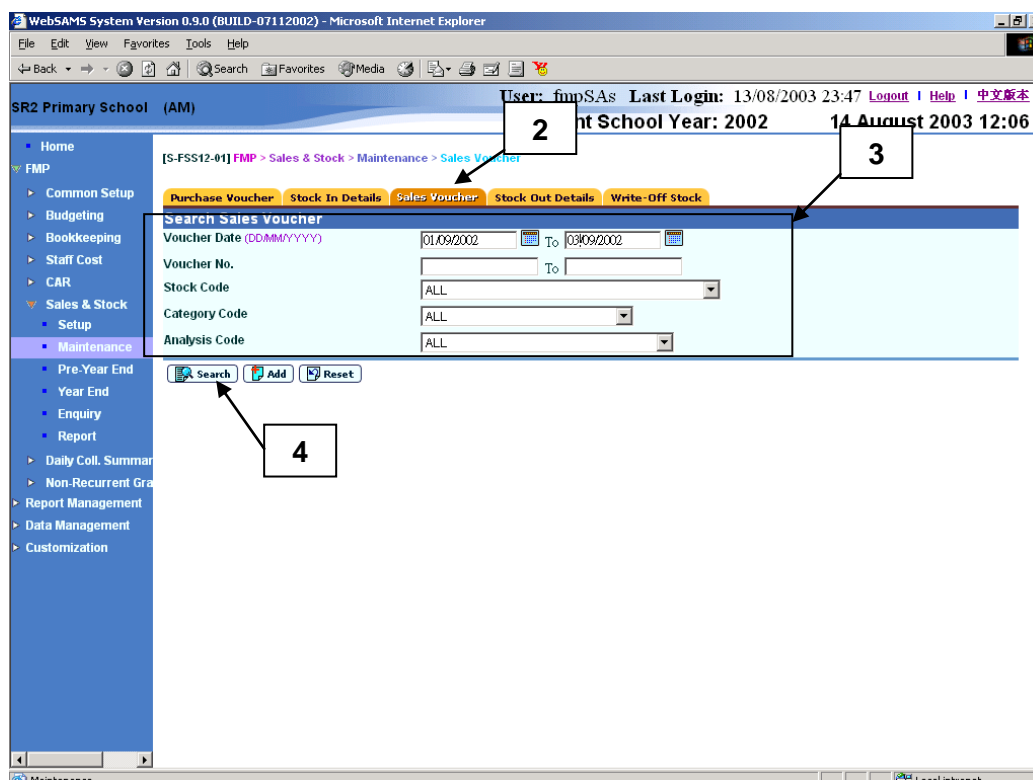 WebSAMS System Version 0.9.0 (BUILD-07112002) - Microsoft Internet Explorer
File Edit View Favorites Tools Help
Back Search Favorites Media
SR2 Primary School (AM)
User: fmpSAs Last Login: 13/08/2003 23:47 Logout | Help | 中文版本
nt School Year: 2002 14 August 2003 12:06
2
3
Home
FMP
Common Setup
Budgeting
Bookkeeping
Staff Cost
CAR
Sales & Stock
Setup
Maintenance
Pre-Year End
Year End
Enquiry
Report
Daily Coll. Summar
Non-Recurrent Gra
Report Management
Data Management
Customization
[S-FSS12-01] FMP > Sales & Stock > Maintenance > Sales Voucher
Purchase Voucher Stock In Details Sales Voucher Stock Out Details Write-Off Stock
Search Sales Voucher
Voucher Date (DD/MM/YYYY) 01/09/2002 To 03/09/2002
Voucher No. To
Stock Code ALL
Category Code ALL
Analysis Code ALL
Search Add Reset
4
Maintenance Local intranet